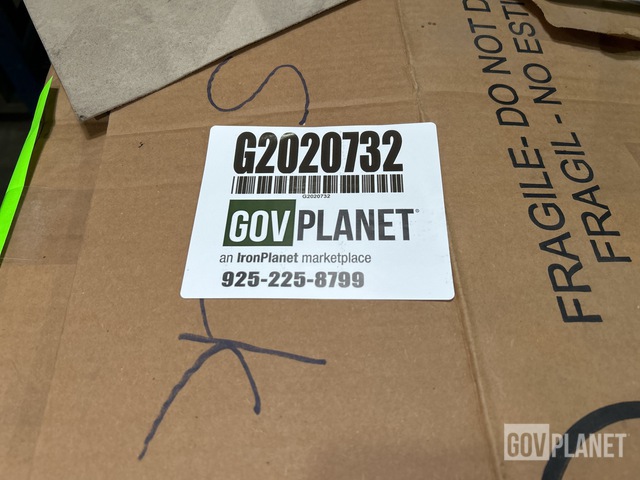 G2020732
G2020732
GOVPLANET®
an IronPlanet marketplace
925-225-8799
FRAGILE- DO NOT D
FRAGIL - NO ESTI
GOVPLANET